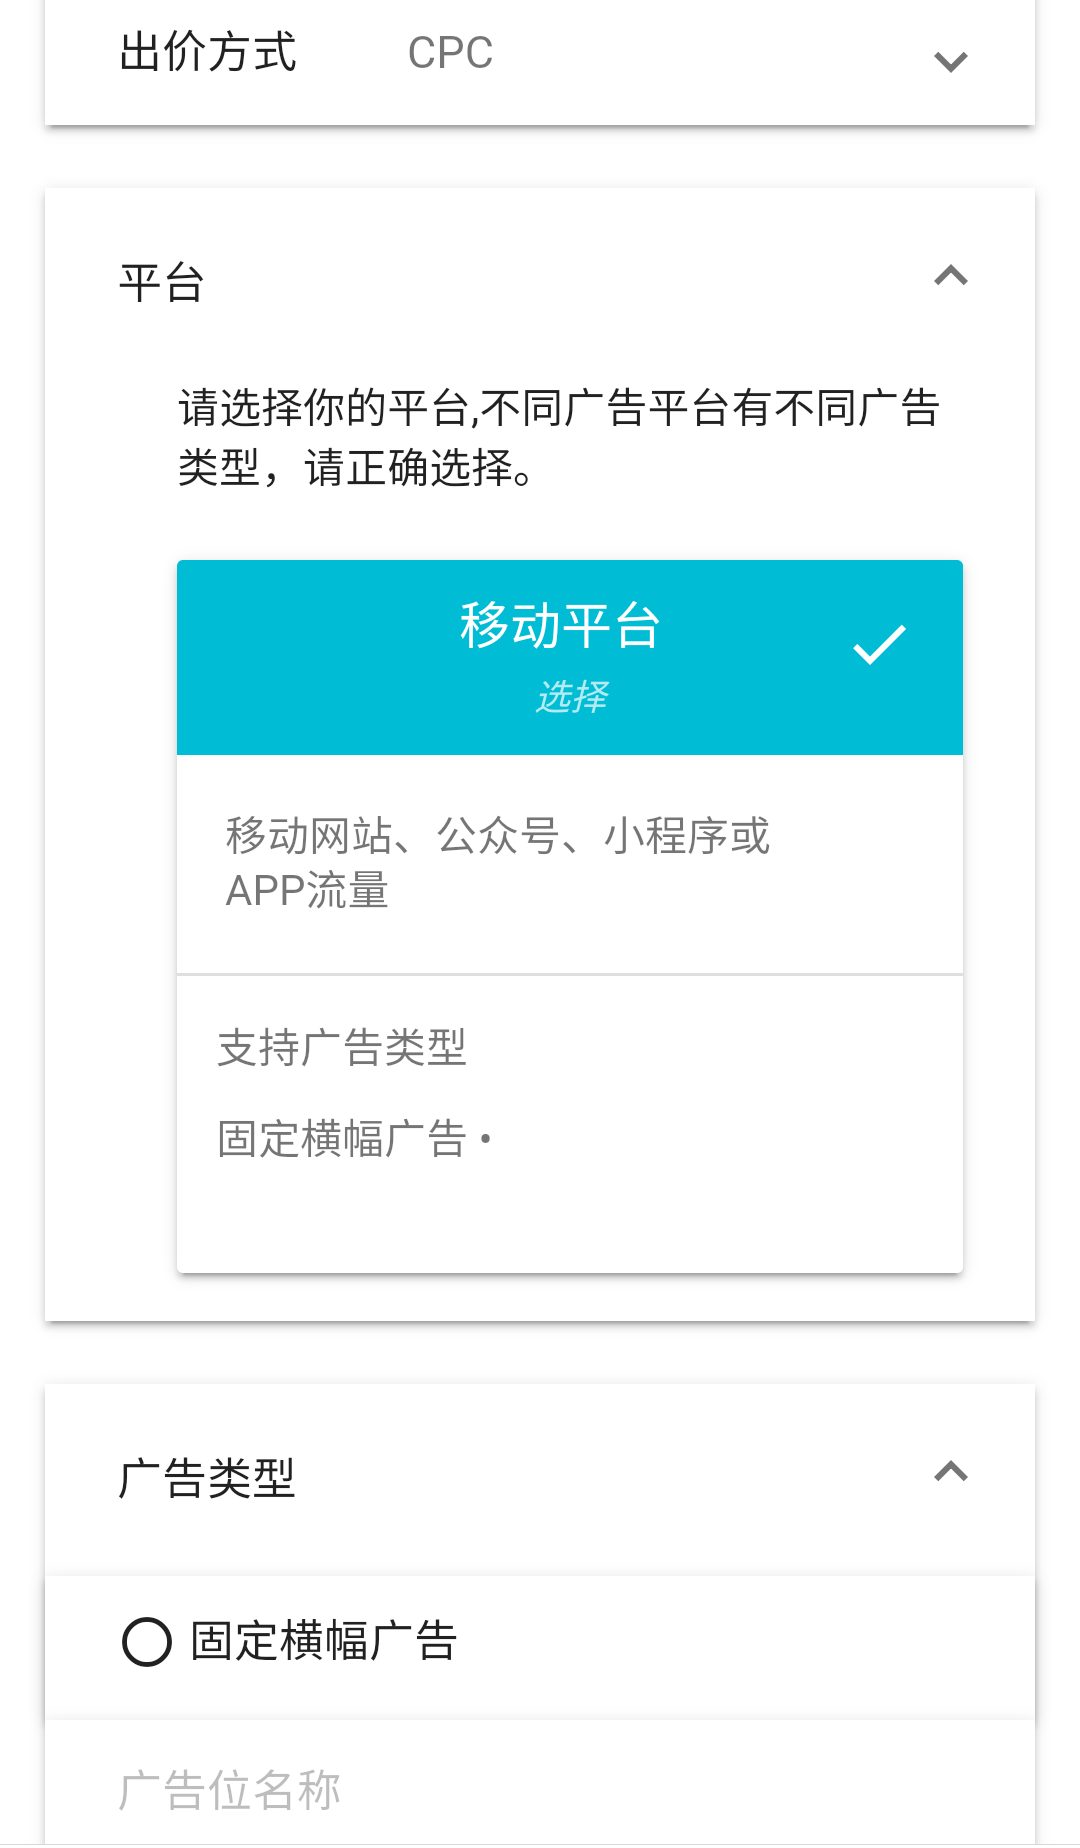 出价方式 CPC
平台
请选择你的平台,不同广告平台有不同广告
类型，请正确选择。
移动平台
选择
移动网站、公众号、小程序或
APP流量
支持广告类型
固定横幅广告 •
广告类型
固定横幅广告
广告位名称